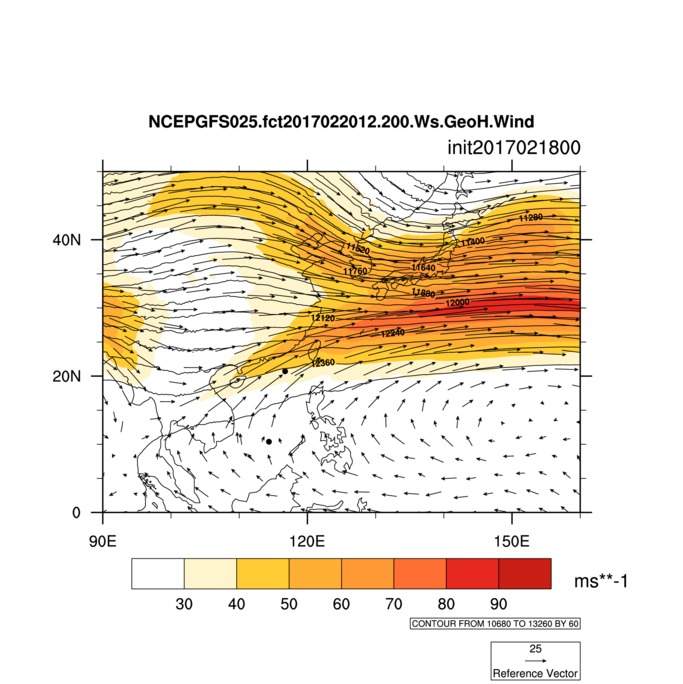 NCEPGFS025.fct2017022012.200.Ws.GeoH.Wind
init2017021800
40N
20N
0
90E 120E 150E
11280
11400
11520
11640
11760
11880
12000
12120
12240
12360
30 40 50 60 70 80 90
ms**-1
CONTOUR FROM 10680 TO 13260 BY 60
25
Reference Vector